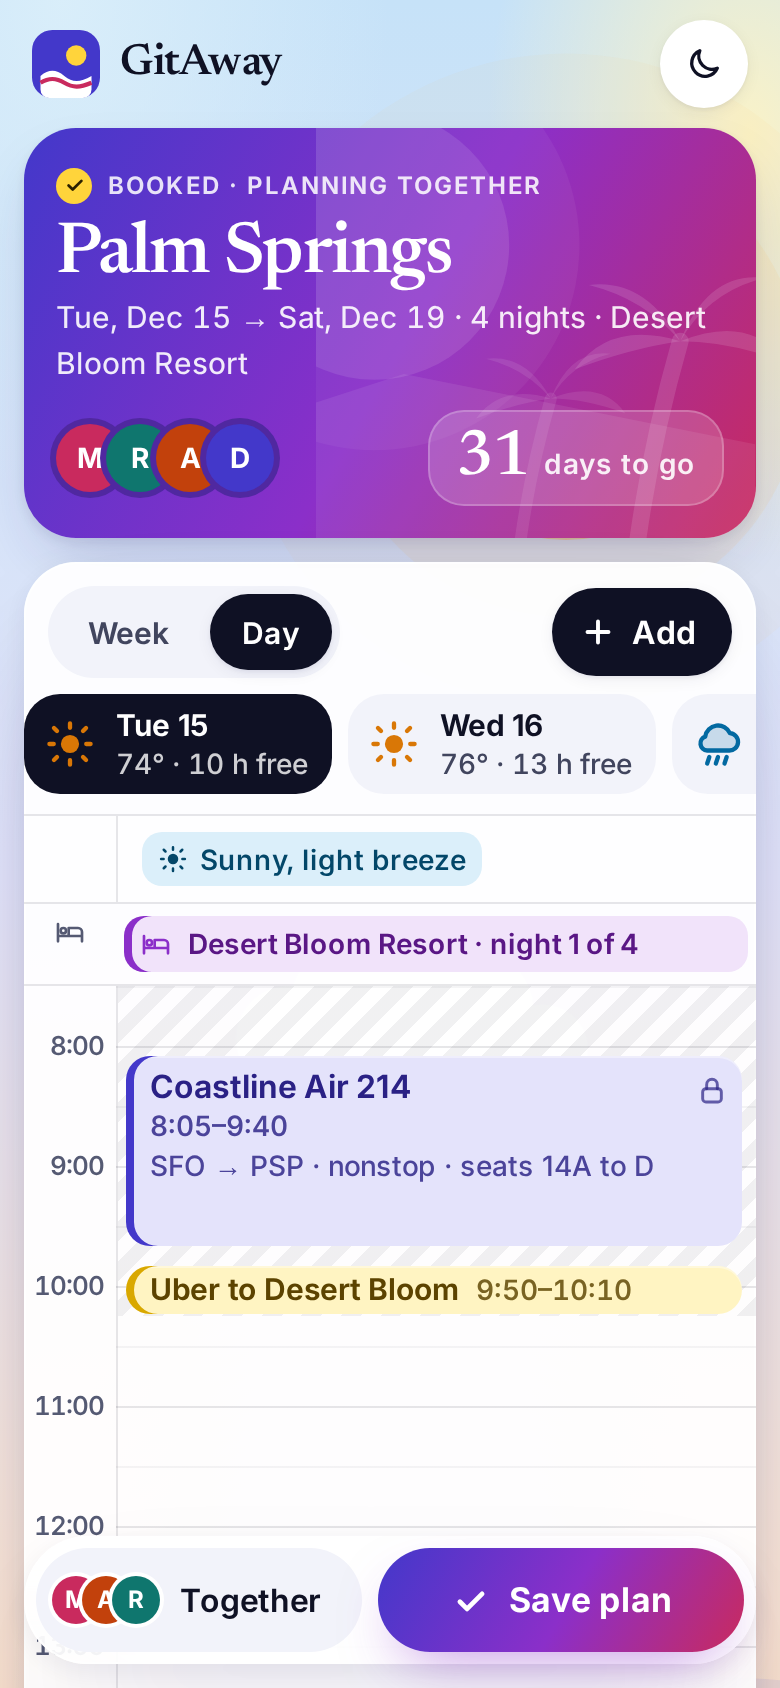 GitAway
BOOKED · PLANNING TOGETHER
Palm Springs
Tue, Dec 15 → Sat, Dec 19 · 4 nights · Desert
Bloom Resort
M R A D
31 days to go
Week Day + Add
Tue 15
74° · 10 h free
Wed 16
76° · 13 h free
Sunny, light breeze
Desert Bloom Resort · night 1 of 4
8:00
Coastline Air 214
8:05–9:40
9:00
SFO → PSP · nonstop · seats 14A to D
10:00
Uber to Desert Bloom 9:50–10:10
11:00
12:00
M A R Together
Save plan